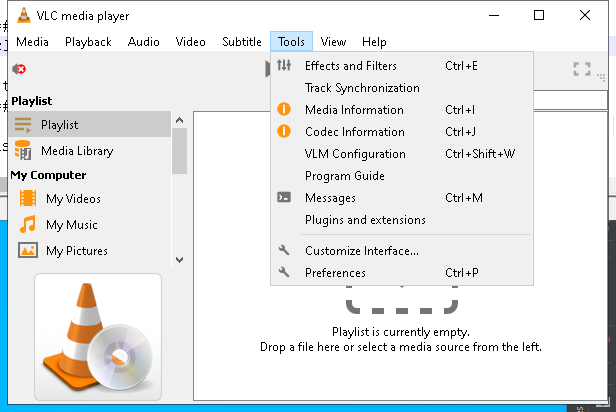 VLC media player
Media Playback Audio Video Subtitle Tools View Help
Effects and Filters Ctrl+E
Track Synchronization
Media Information Ctrl+I
Codec Information Ctrl+J
VLM Configuration Ctrl+Shift+W
Program Guide
Messages Ctrl+M
Plugins and extensions
Customize Interface...
Preferences Ctrl+P
Playlist
Playlist
Media Library
My Computer
My Videos
My Music
My Pictures
Playlist is currently empty.
Drop a file here or select a media source from the left.